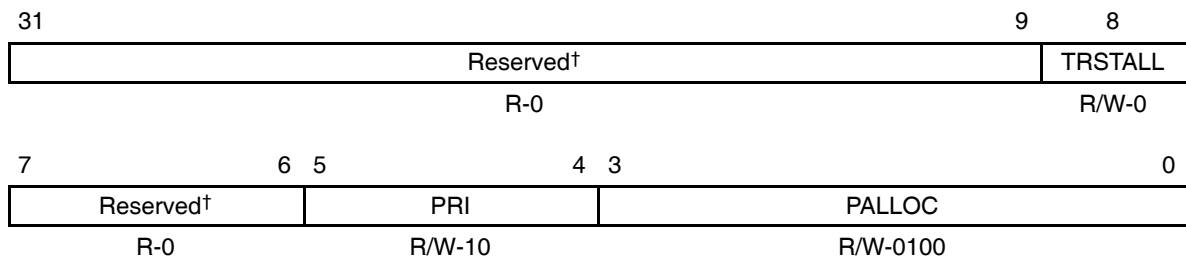 31 9 8
Reserved† TRSTALL
R-0 R/W-0
7 6 5 4 3 0
Reserved† PRI PALLOC
R-0 R/W-10 R/W-0100